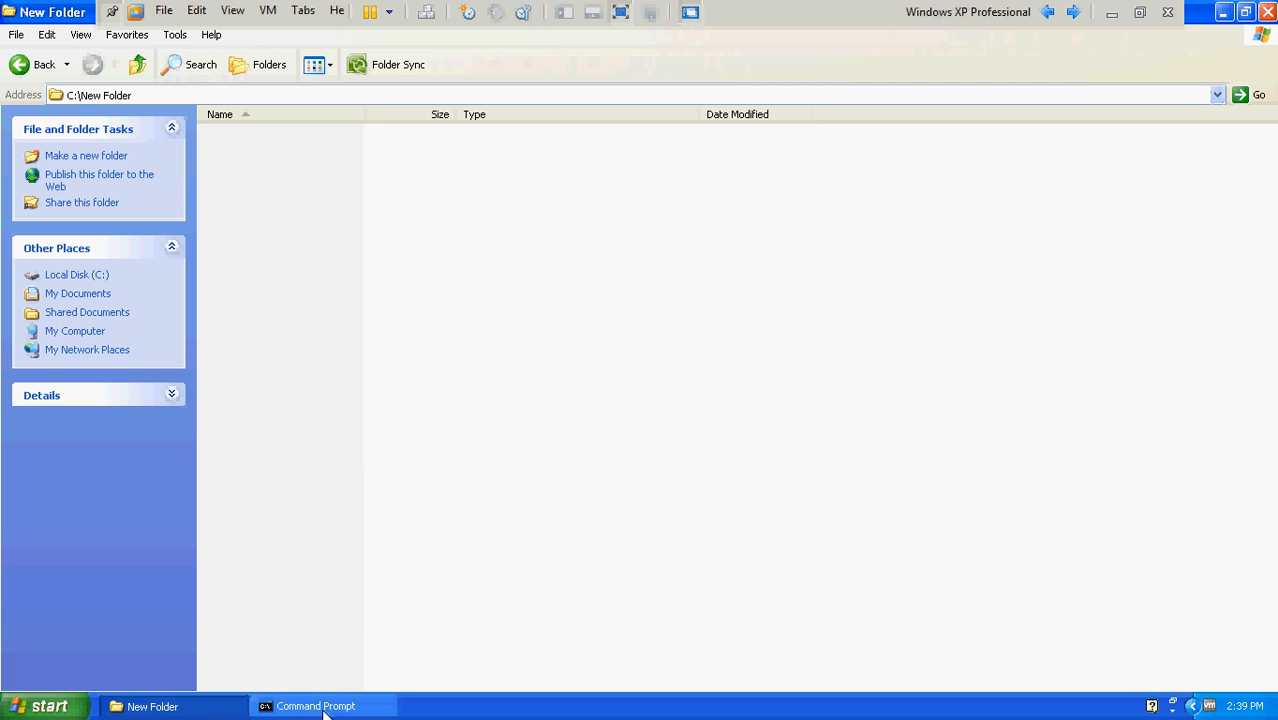 New Folder File Edit View VM Tabs He Windows XP Professional
File Edit View Favorites Tools Help
Back Search Folders Folder Sync
Address C:\New Folder Go
Name Size Type Date Modified
File and Folder Tasks
Make a new folder
Publish this folder to the
Web
Share this folder
Other Places
Local Disk (C:)
My Documents
Shared Documents
My Computer
My Network Places
Details
start New Folder C:\ Command Prompt ? vm 2:39 PM